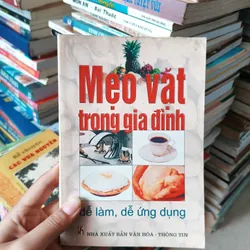 Mẹo vặt
trong gia đình
dễ làm, dễ ứng dụng
NHÀ XUẤT BẢN VĂN HÓA - THÔNG TIN